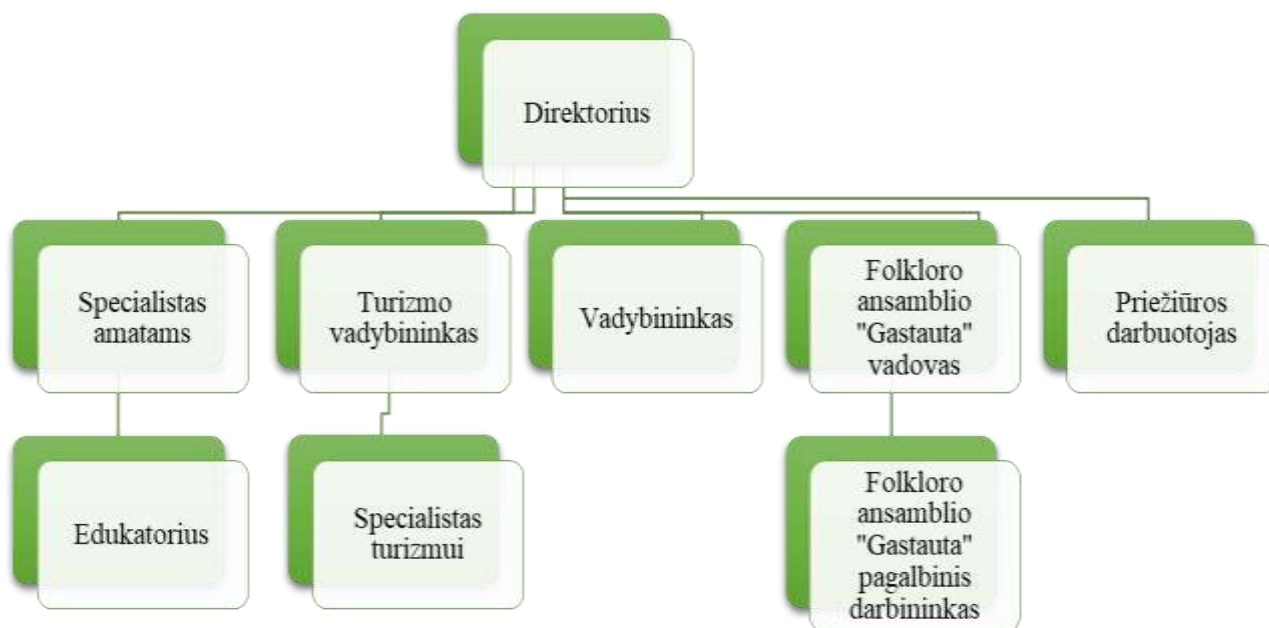 Direktorius
Specialistas
amatams
Turizmo
vadybininkas
Vadybininkas
Folkloro
ansamblio
"Gastauta"
vadovas
Priežiūros
darbuotojas
Edukatorius
Specialistas
turizmui
Folkloro
ansamblio
"Gastauta"
pagalbinis
darbininkas